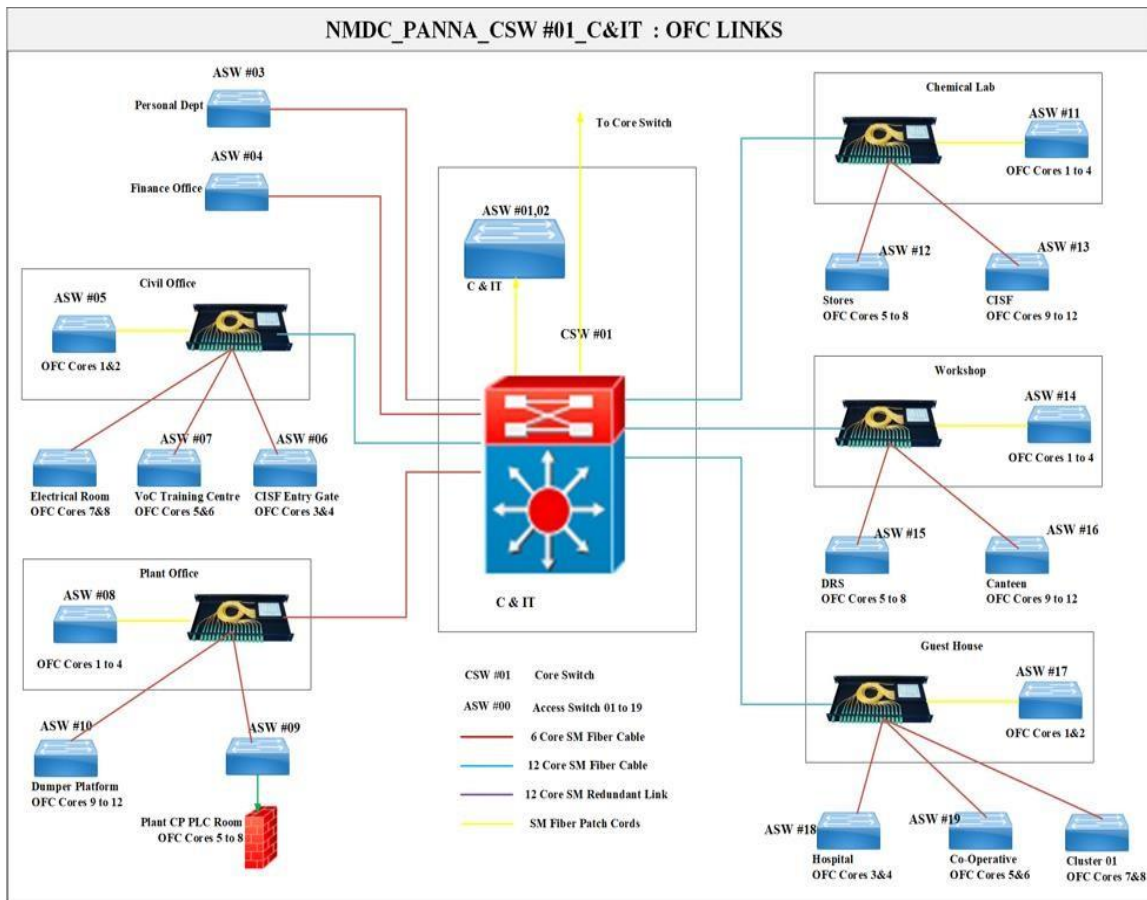 NMDC_PANNA_CSW #01_C&IT : OFC LINKS
ASW #03
Personal Dept
ASW #04
Finance Office
Civil Office
ASW #05
OFC Cores 1&2
ASW #07
ASW #06
Electrical Room
OFC Cores 7&8
VoC Training Centre
OFC Cores 5&6
CISF Entry Gate
OFC Cores 3&4
Plant Office
ASW #08
OFC Cores 1 to 4
ASW #10
ASW #09
Dumper Platform
OFC Cores 9 to 12
Plant CP PLC Room
OFC Cores 5 to 8
To Core Switch
ASW #01,02
C & IT
CSW #01
C & IT
CSW #01 Core Switch
ASW #00 Access Switch 01 to 19
6 Core SM Fiber Cable
12 Core SM Fiber Cable
12 Core SM Redundant Link
SM Fiber Patch Cords
Chemical Lab
ASW #11
OFC Cores 1 to 4
ASW #12
ASW #13
Stores
OFC Cores 5 to 8
CISF
OFC Cores 9 to 12
Workshop
ASW #14
OFC Cores 1 to 4
ASW #15
ASW #16
DRS
OFC Cores 5 to 8
Canteen
OFC Cores 9 to 12
Guest House
ASW #17
OFC Cores 1&2
ASW #18
ASW #19
Hospital
OFC Cores 3&4
Co-Operative
OFC Cores 5&6
Cluster 01
OFC Cores 7&8